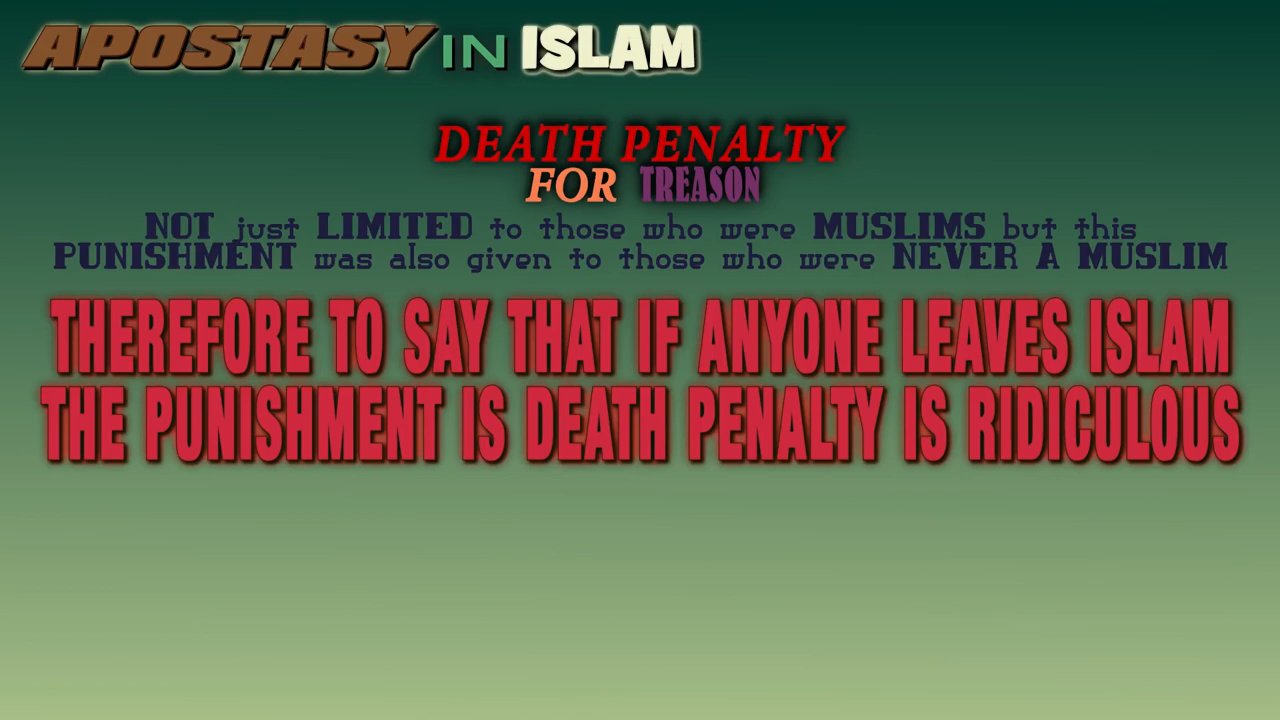 APOSTASY IN ISLAM
DEATH PENALTY
FOR TREASON
NOT just LIMITED to those who were MUSLIMS but this
PUNISHMENT was also given to those who were NEVER A MUSLIM
THEREFORE TO SAY THAT IF ANYONE LEAVES ISLAM
THE PUNISHMENT IS DEATH PENALTY IS RIDICULOUS